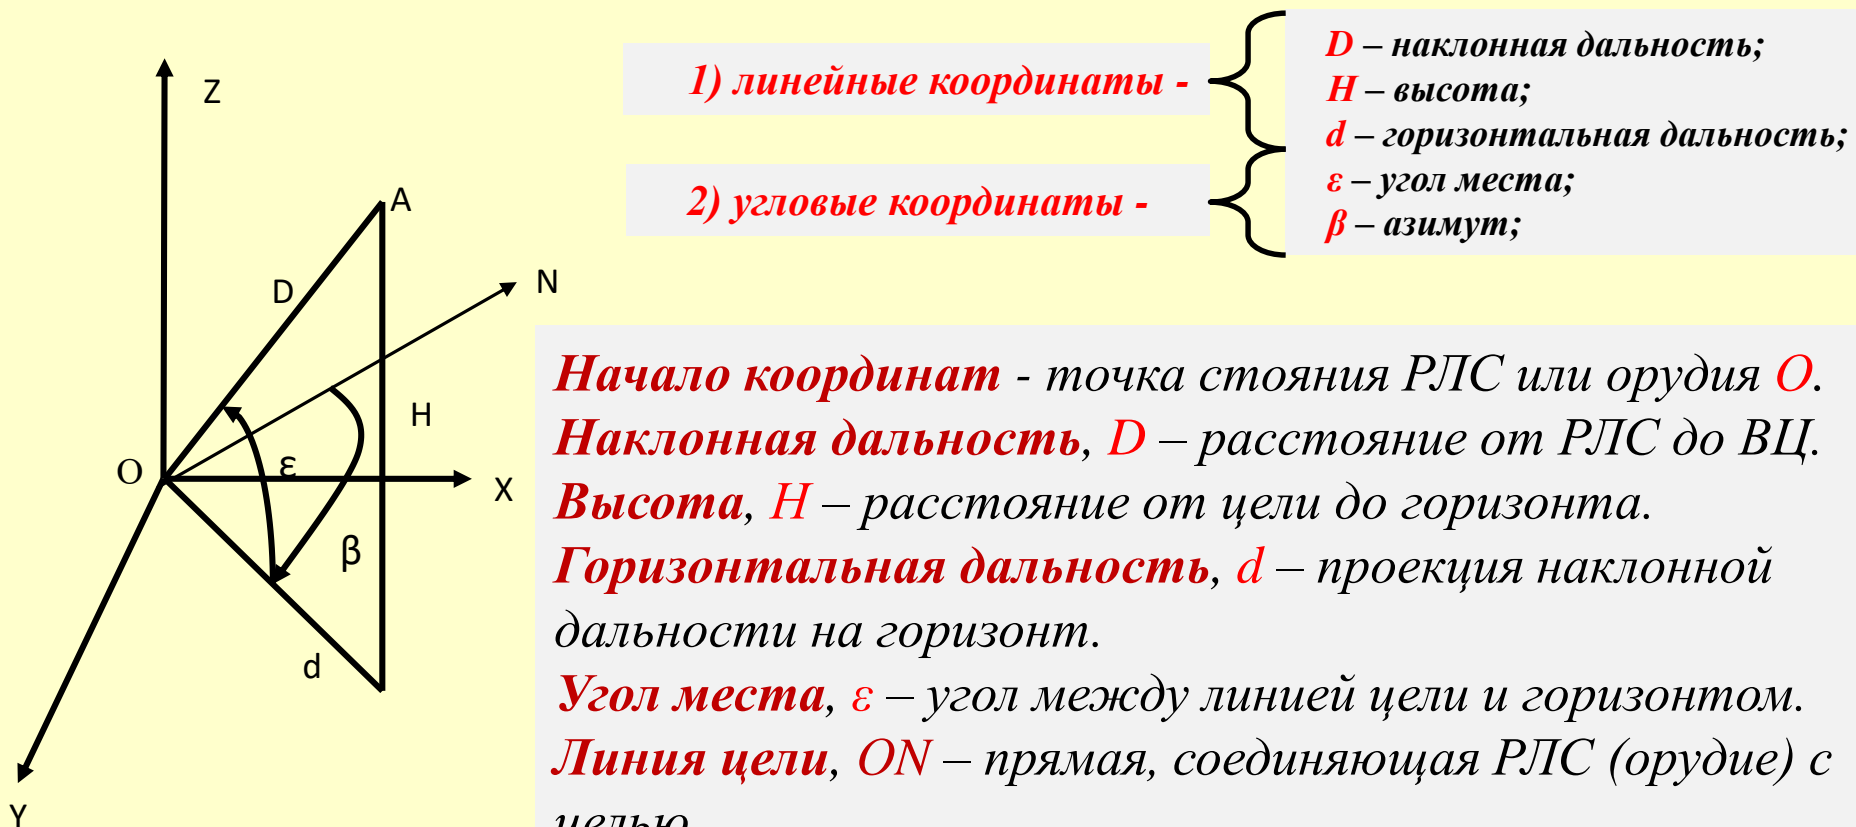 Z
A
D
N
H
O
ε
X
β
d
Y
1) линейные координаты -
2) угловые координаты -
D – наклонная дальность;
H – высота;
d – горизонтальная дальность;
ε – угол места;
β – азимут;
Начало координат - точка стояния РЛС или орудия O.
Наклонная дальность, D – расстояние от РЛС до ВЦ.
Высота, H – расстояние от цели до горизонта.
Горизонтальная дальность, d – проекция наклонной
дальности на горизонт.
Угол места, ε – угол между линией цели и горизонтом.
Линия цели, ON – прямая, соединяющая РЛС (орудие) с
целью